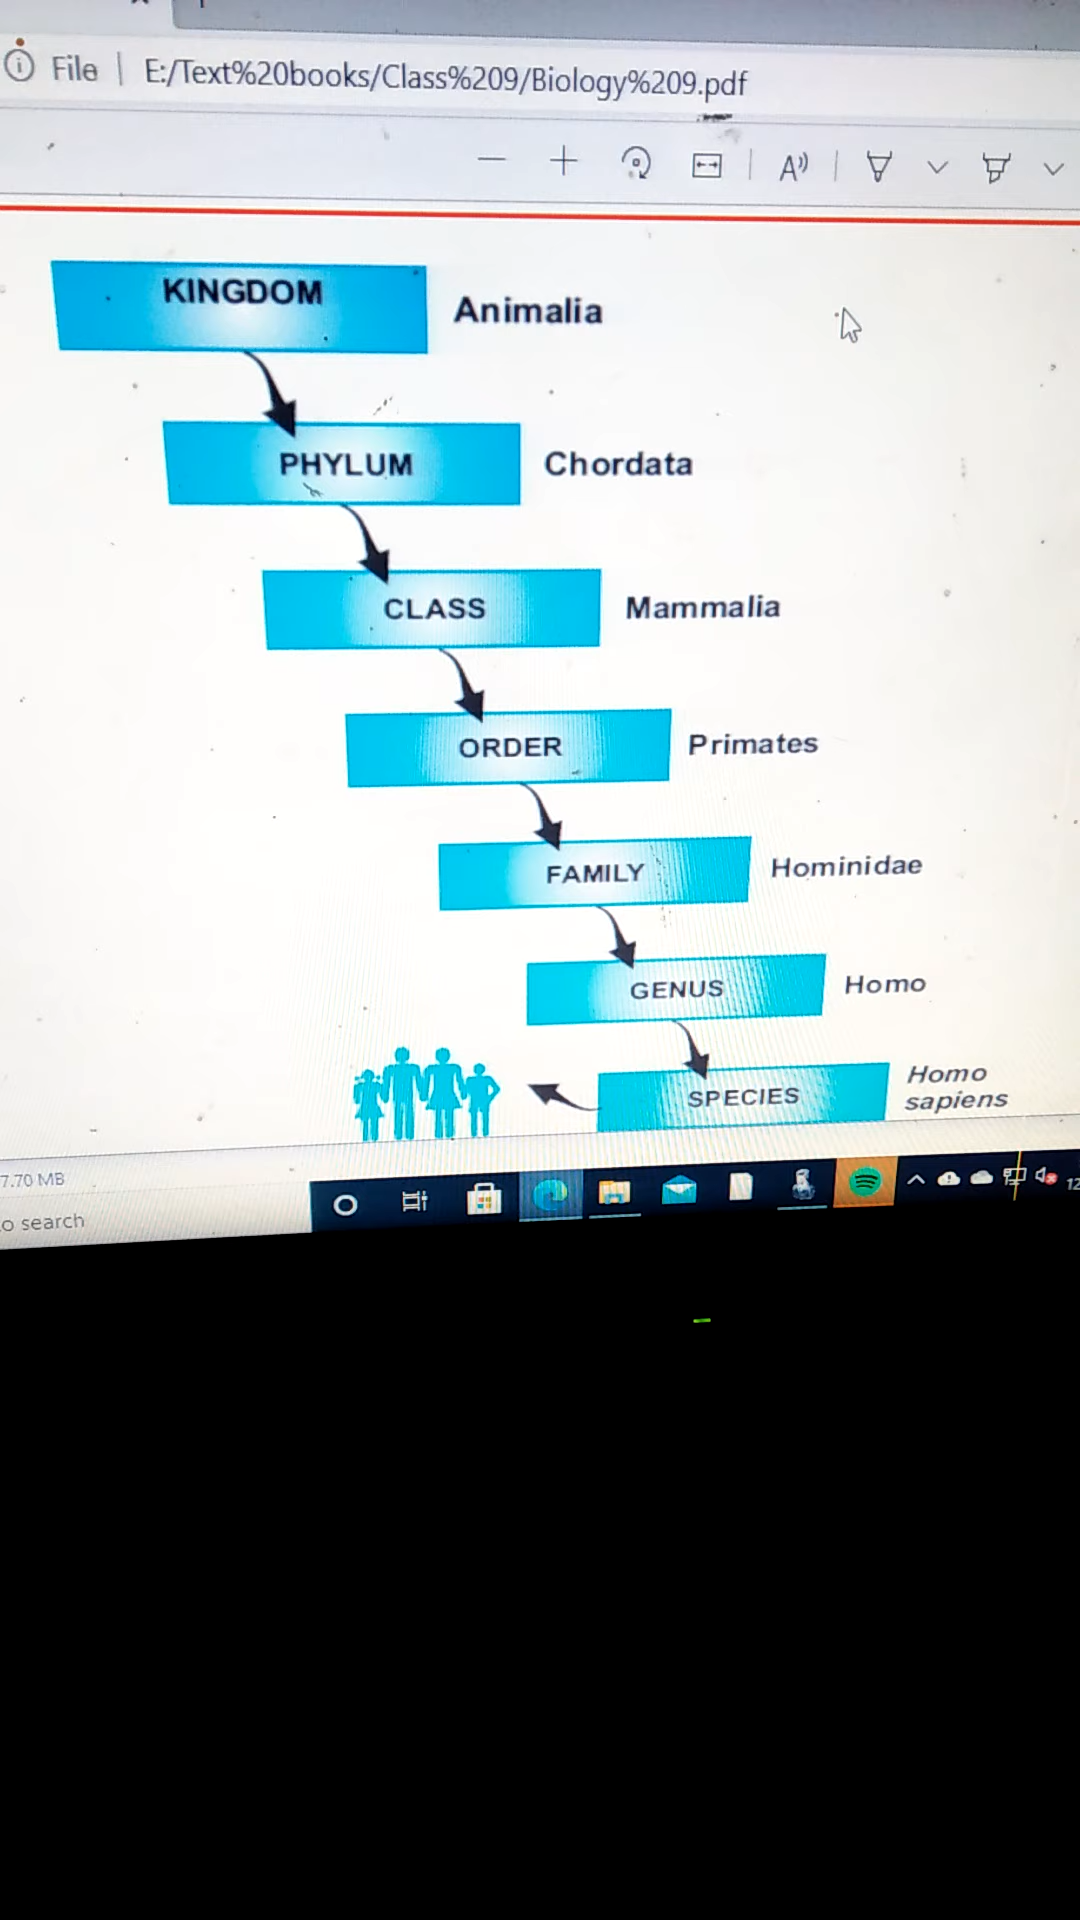 File | E:/Text%20books/Class%209/Biology%209.pdf
KINGDOM Animalia
PHYLUM Chordata
CLASS Mammalia
ORDER Primates
FAMILY Hominidae
GENUS Homo
SPECIES Homo sapiens
7.70 MB
o search
12